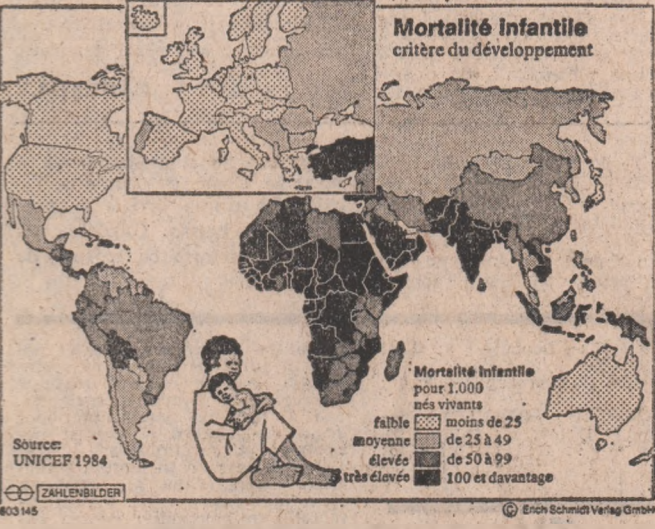 Mortalité infantile
critère du développement
Mortalité infantile
pour 1.000
nés vivants
faible moins de 25
moyenne de 25 à 49
élevée de 50 à 99
très élevée 100 et davantage
Source:
UNICEF 1984
ZAHLENBILDER
803145
© Erich Schmidt Verlag GmbH